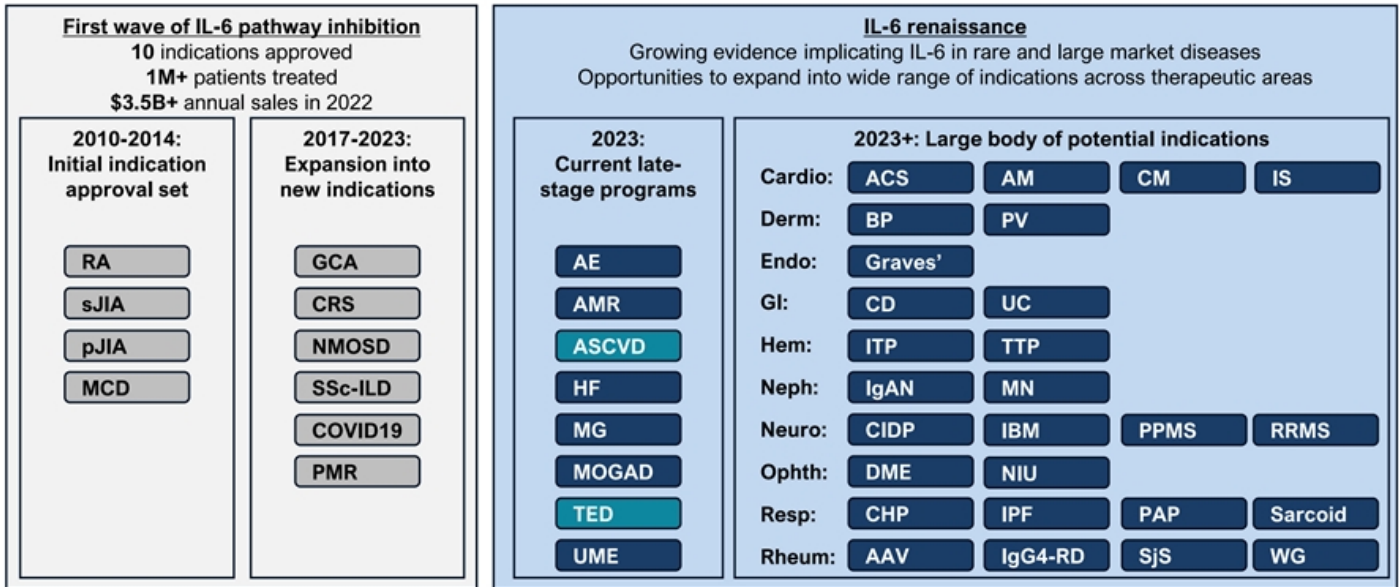 First wave of IL-6 pathway inhibition
10 indications approved
1M+ patients treated
$3.5B+ annual sales in 2022
2010-2014:
Initial indication
approval set
RA
sJIA
pJIA
MCD
2017-2023:
Expansion into
new indications
GCA
CRS
NMOSD
SSc-ILD
COVID19
PMR
IL-6 renaissance
Growing evidence implicating IL-6 in rare and large market diseases
Opportunities to expand into wide range of indications across therapeutic areas
2023:
Current late-
stage programs
AE
AMR
ASCVD
HF
MG
MOGAD
TED
UME
2023+: Large body of potential indications
Cardio: ACS AM CM IS
Derm: BP PV
Endo: Graves’
GI: CD UC
Hem: ITP TTP
Neph: IgAN MN
Neuro: CIDP IBM PPMS RRMS
Ophth: DME NIU
Resp: CHP IPF PAP Sarcoid
Rheum: AAV IgG4-RD SjS WG